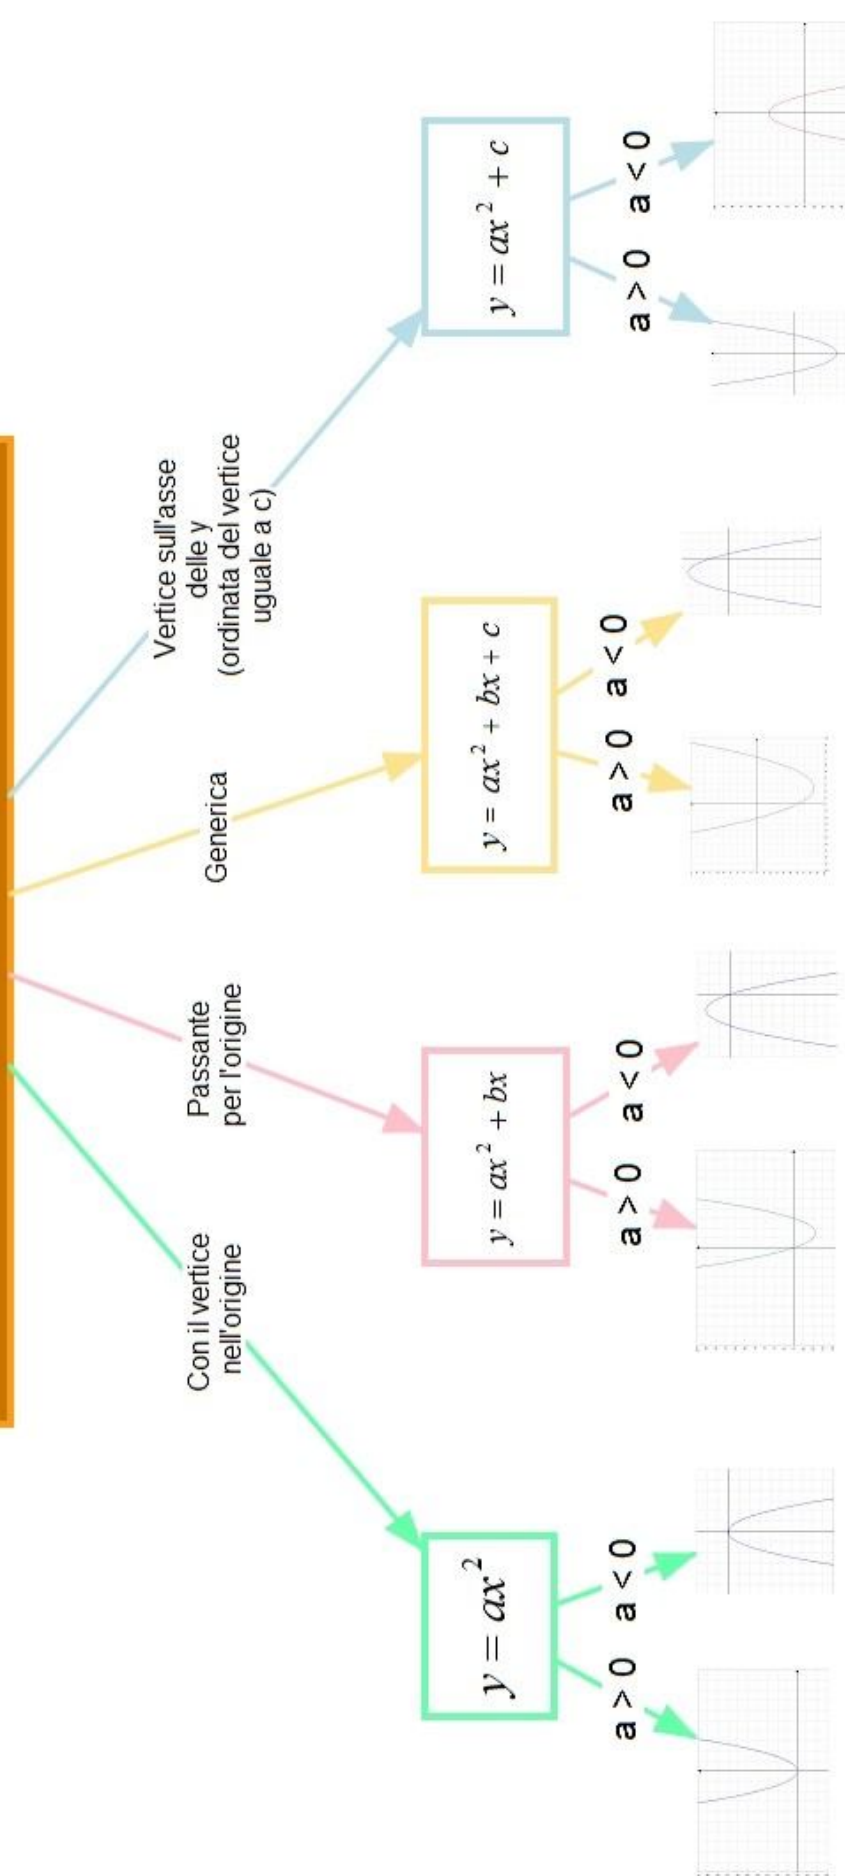 Con il vertice
nell'origine
Passante
per l'origine
Generica
Vertice sull'asse
delle y
(ordinata del vertice
uguale a c)
y = ax²
y = ax² + bx
y = ax² + bx + c
y = ax² + c
a > 0
a < 0
a > 0
a < 0
a > 0
a < 0
a > 0
a < 0